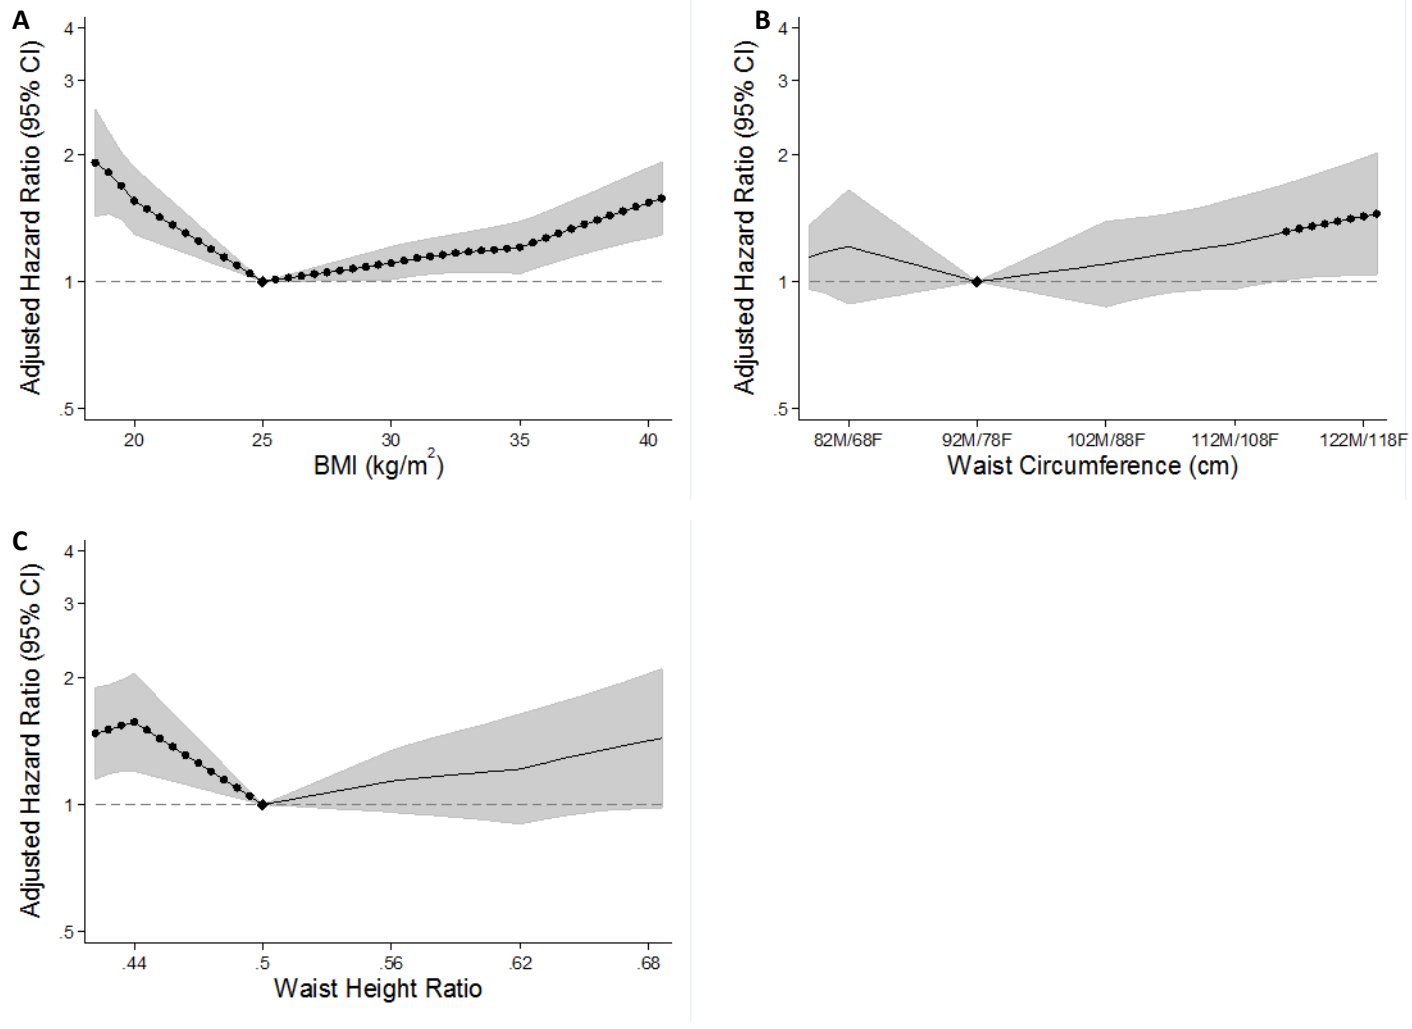 A
Adjusted Hazard Ratio (95% CI)
4
3
2
1
.5
20 25 30 35 40
BMI (kg/m²)
B
Adjusted Hazard Ratio (95% CI)
4
3
2
1
.5
82M/68F 92M/78F 102M/88F 112M/108F 122M/118F
Waist Circumference (cm)
C
Adjusted Hazard Ratio (95% CI)
4
3
2
1
.5
.44 .5 .56 .62 .68
Waist Height Ratio